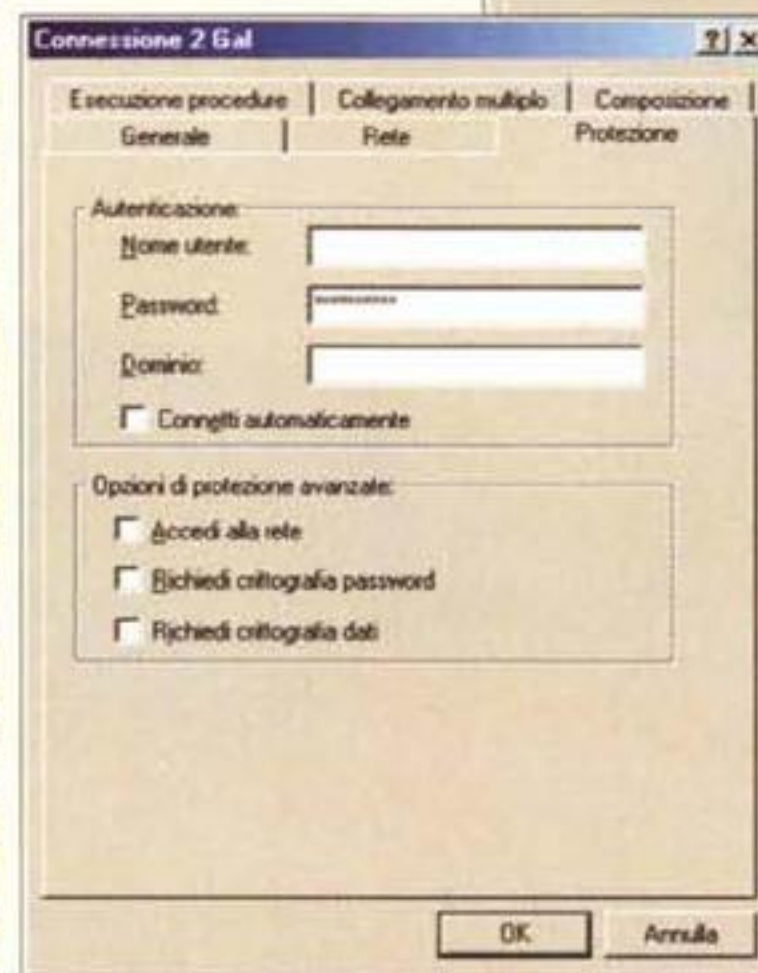 Connessione 2 Gal
Esecuzione procedure
Collegamento multiplo
Composizione
Generale
Rete
Protezione
Autenticazione:
Nome utente:
Password:
**********
Dominio:
Connetti automaticamente
Opzioni di protezione avanzate:
Accedi alla rete
Richiedi crittografia password
Richiedi crittografia dati
OK
Annulla